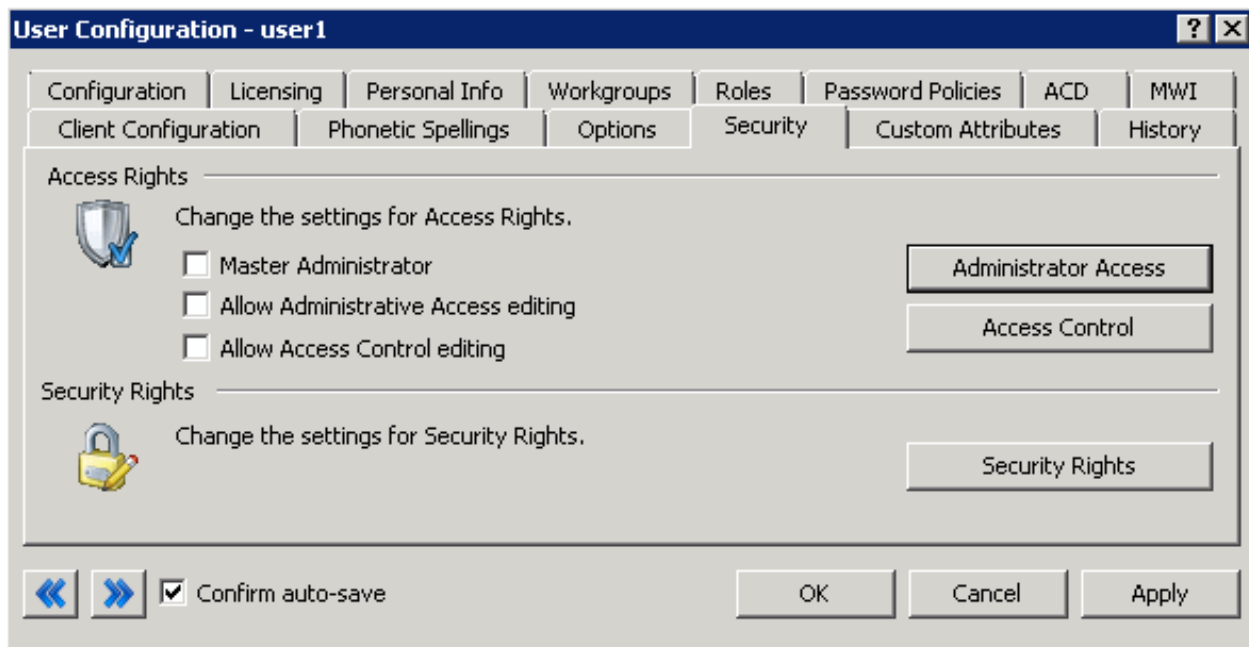 User Configuration - user1
Configuration Licensing Personal Info Workgroups Roles Password Policies ACD MWI
Client Configuration Phonetic Spellings Options Security Custom Attributes History
Access Rights
Change the settings for Access Rights.
Master Administrator
Administrator Access
Allow Administrative Access editing
Access Control
Allow Access Control editing
Security Rights
Change the settings for Security Rights.
Security Rights
Confirm auto-save OK Cancel Apply